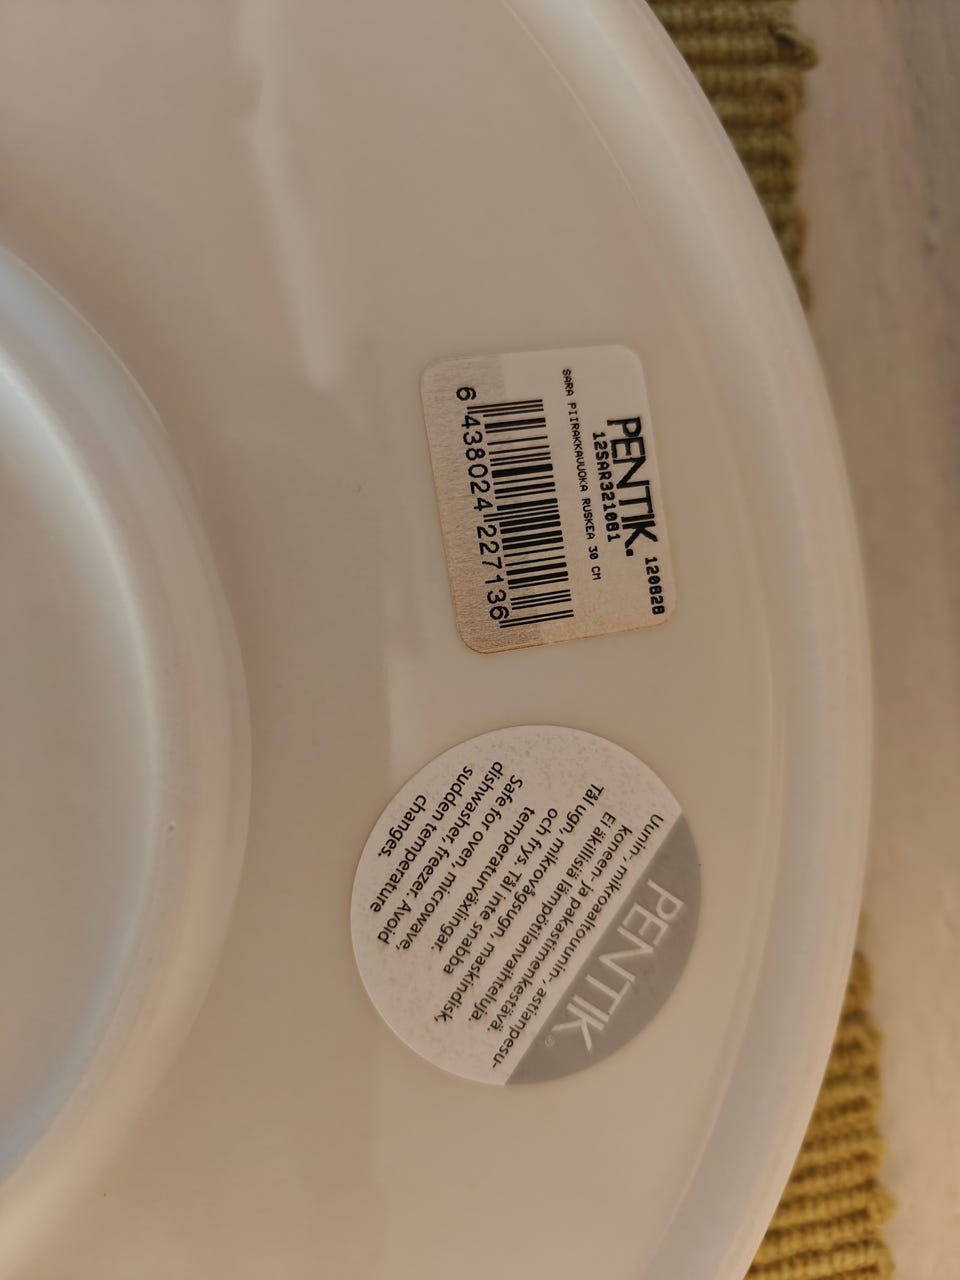 PENTIK. 120828
12SAR321081
SARA PIIRAKKAVUOKA RUSKEA 30 CM
6 438024 227136
PENTIK®
Uunin-, mikroaaltouunin-, astianpesu-
koneen- ja pakastimenkestävä.
Ei äkillisiä lämpötilanvaihteluja.
Tål ugn, mikrovågsugn, maskindisk,
och frys. Tål inte snabba
temperaturväxlingar.
Safe for oven, microwave,
dishwasher, freezer. Avoid
sudden temperature
changes.